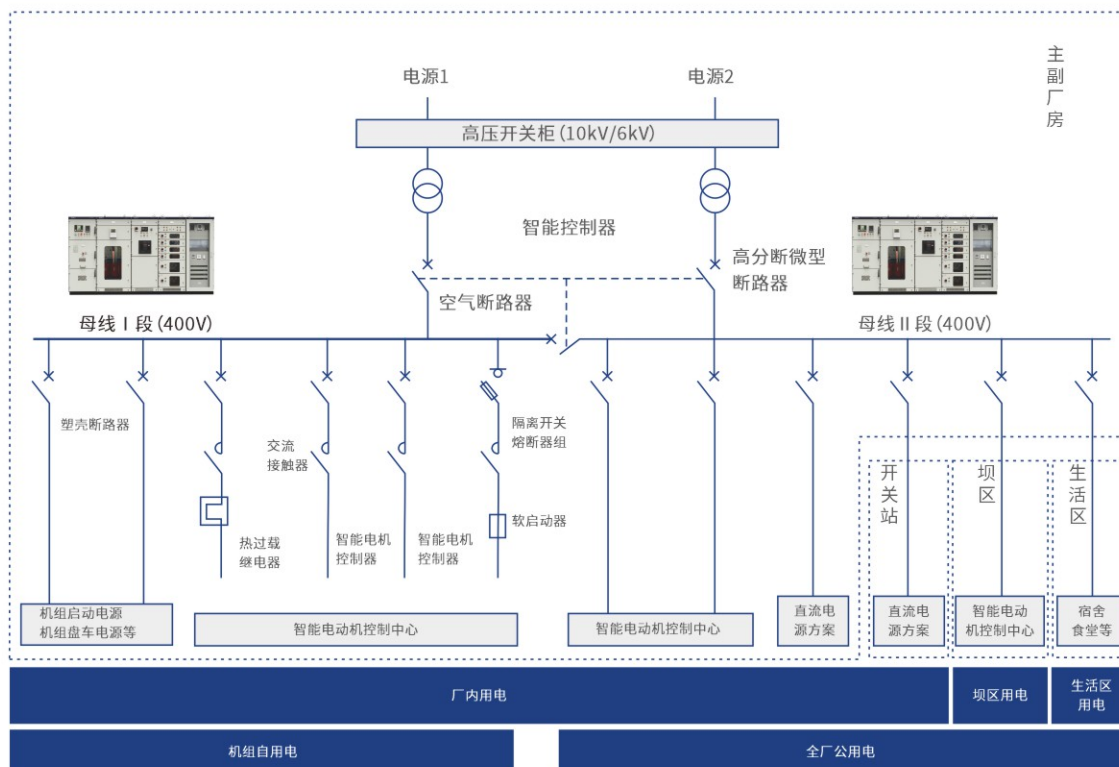 主
副
厂
房
电源1
电源2
高压开关柜(10kV/6kV)
智能控制器
高分断微型
断路器
空气断路器
母线Ⅰ段(400V)
母线Ⅱ段(400V)
塑壳断路器
交流
接触器
隔离开关
熔断器组
热过载
继电器
智能电机
控制器
智能电机
控制器
软启动器
开
关
站
坝
区
生
活
区
机组启动电源
机组盘车电源等
智能电动机控制中心
智能电动机控制中心
直流电
源方案
直流电
源方案
智能电动
机控制中心
宿舍
食堂等
厂内用电
坝区用电
生活区
用电
机组自用电
全厂公用电